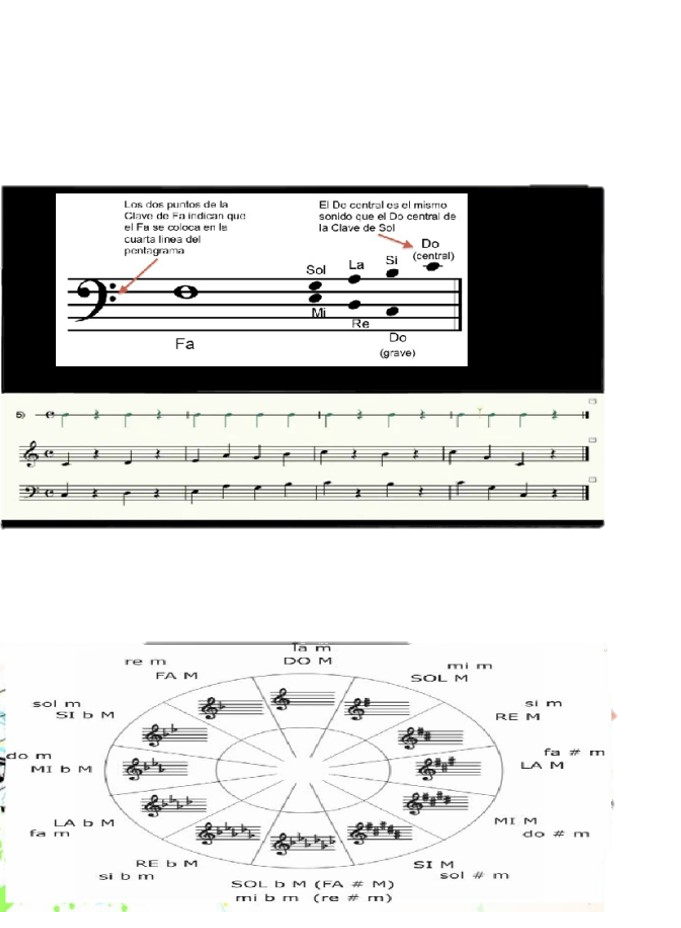 Los dos puntos de la
Clave de Fa indican que
el Fa se coloca en la
cuarta linea del
pentagrama
El Do central es el mismo
sonido que el Do central de
la Clave de Sol
Do
(central)
Si
La
Sol
Mi
Re
Do
(grave)
Fa
5)
la m
DO M
re m
FA M
mi m
SOL M
sol m
SI b M
si m
RE M
do m
MI b M
fa # m
LA M
LA b M
fa m
MI M
do # m
RE b M
si b m
SI M
sol # m
SOL b M (FA # M)
mi b m (re # m)